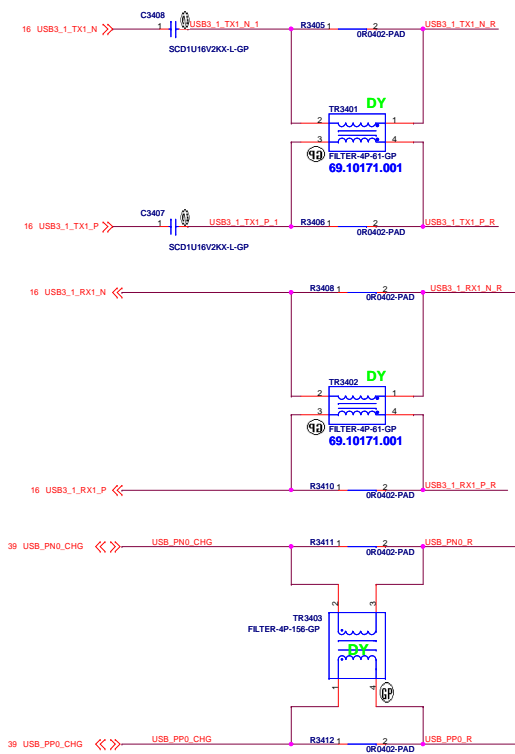 C3408
16 USB3_1_TX1_N
1
USB3_1_TX1_N_1
R3405 1
2
USB3_1_TX1_N_R
0R0402-PAD
SCD1U16V2KX-L-GP
TR3401
DY
2
1
3
4
FILTER-4P-61-GP
69.10171.001
C3407
16 USB3_1_TX1_P
1
USB3_1_TX1_P_1
R3406 1
2
USB3_1_TX1_P_R
0R0402-PAD
SCD1U16V2KX-L-GP
16 USB3_1_RX1_N
R3408 1
2
USB3_1_RX1_N_R
0R0402-PAD
TR3402
DY
2
1
3
4
FILTER-4P-61-GP
69.10171.001
16 USB3_1_RX1_P
R3410 1
2
USB3_1_RX1_P_R
0R0402-PAD
39 USB_PN0_CHG
USB_PN0_CHG
R3411 1
2
USB_PN0_R
0R0402-PAD
2
3
TR3403
FILTER-4P-156-GP
DY
1
4
GP
39 USB_PP0_CHG
USB_PP0_CHG
R3412 1
2
USB_PP0_R
0R0402-PAD